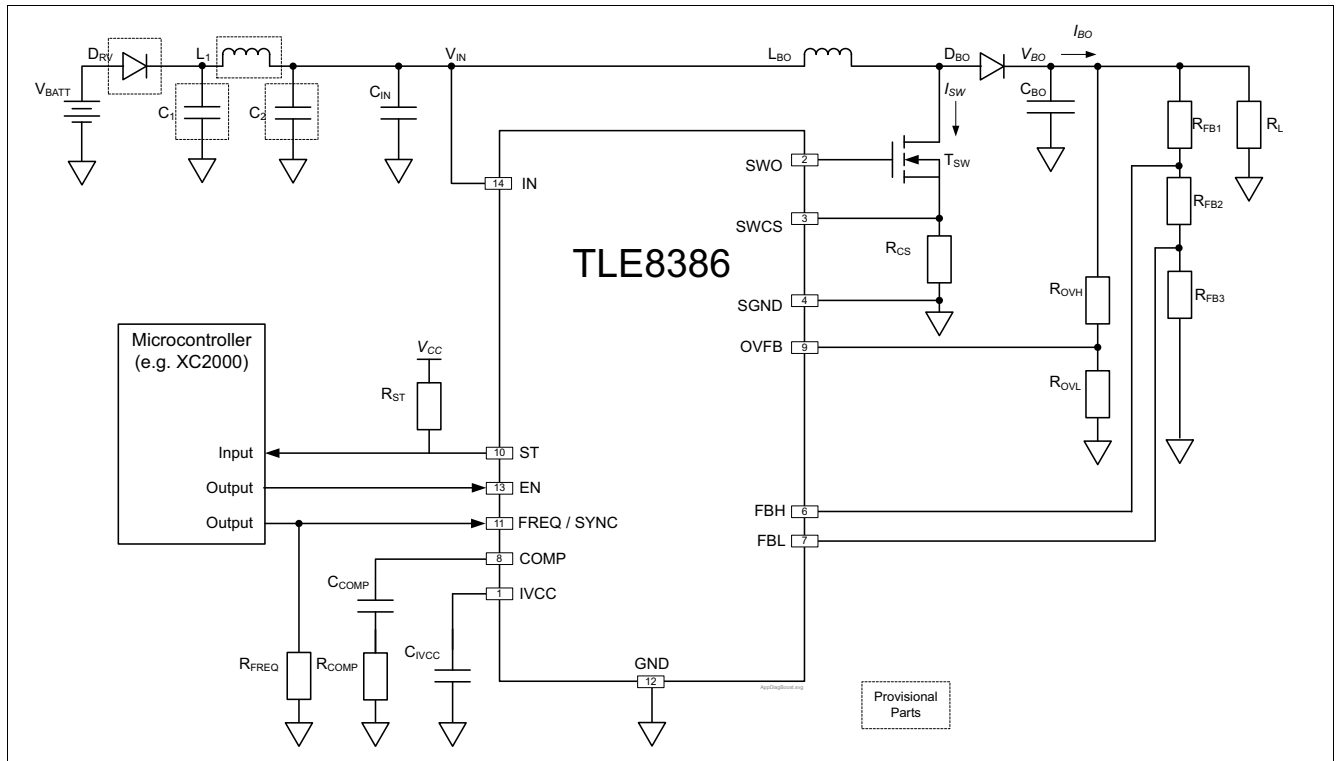 D_RV
L_1
V_IN
L_BO
D_BO
V_BO
I_BO
V_BATT
C_1
C_2
C_IN
I_SW
C_BO
R_FB1
R_L
SWO
2
T_SW
14
IN
R_FB2
SWCS
3
TLE8386
R_CS
R_OVH
R_FB3
SGND
4
Microcontroller
(e.g. XC2000)
V_CC
OVFB
9
R_ST
R_OVL
Input
10
ST
Output
13
EN
FBH
6
Output
11
FREQ / SYNC
FBL
7
8
COMP
C_COMP
1
IVCC
R_FREQ
R_COMP
C_IVCC
GND
12
AppDiagBoost.svg
Provisional
Parts